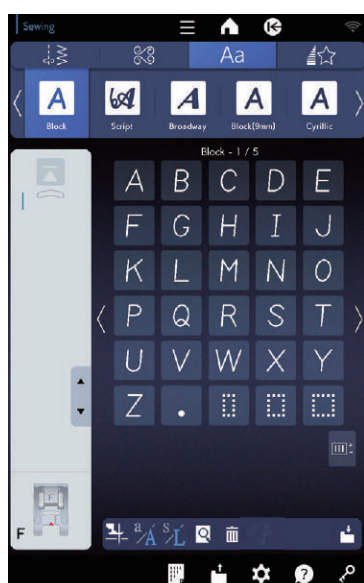 Sewing
Aa
A A A A A
Block Script Broadway Block(9mm) Cyrillic
Block - 1 / 5
A B C D E
F G H I J
K L M N O
P Q R S T
U V W X Y
Z .
F
F a/A S/L
?